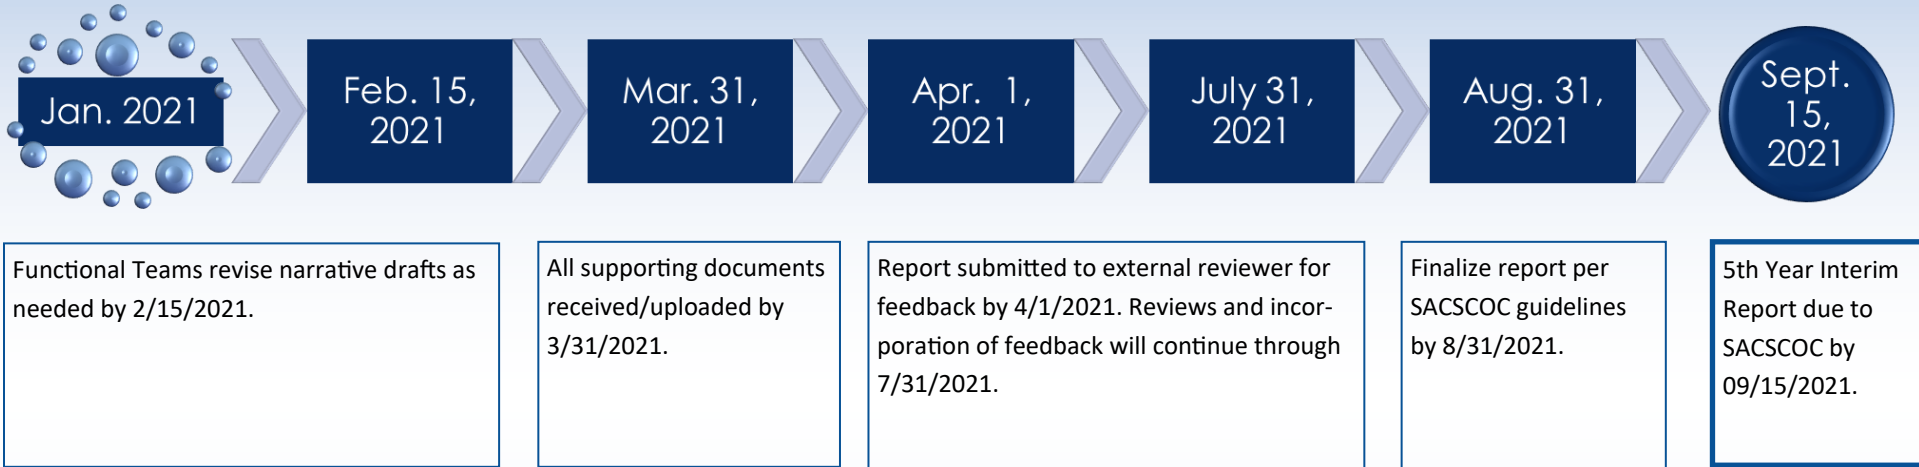 Jan. 2021
Feb. 15,
2021
Mar. 31,
2021
Apr.  1,
2021
July 31,
2021
Aug. 31,
2021
Sept.
15,
2021
Functional Teams revise narrative drafts as
needed by 2/15/2021.
All supporting documents
received/uploaded by
3/31/2021.
Report submitted to external reviewer for
feedback by 4/1/2021. Reviews and incor-
poration of feedback will continue through
7/31/2021.
Finalize report per
SACSCOC guidelines
by 8/31/2021.
5th Year Interim
Report due to
SACSCOC by
09/15/2021.